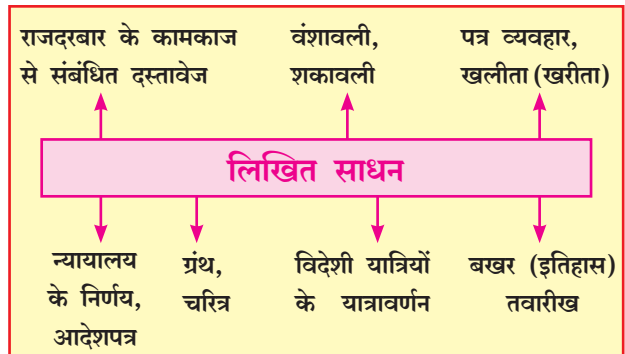 राजदरबार के कामकाज
से संबंधित दस्तावेज
वंशावली,
शकावली
पत्र व्यवहार,
खलीता (खरीता)
लिखित साधन
न्यायालय
के निर्णय,
आदेशपत्र
ग्रंथ,
चरित्र
विदेशी यात्रियों
के यात्रावर्णन
बखर (इतिहास)
तवारीख